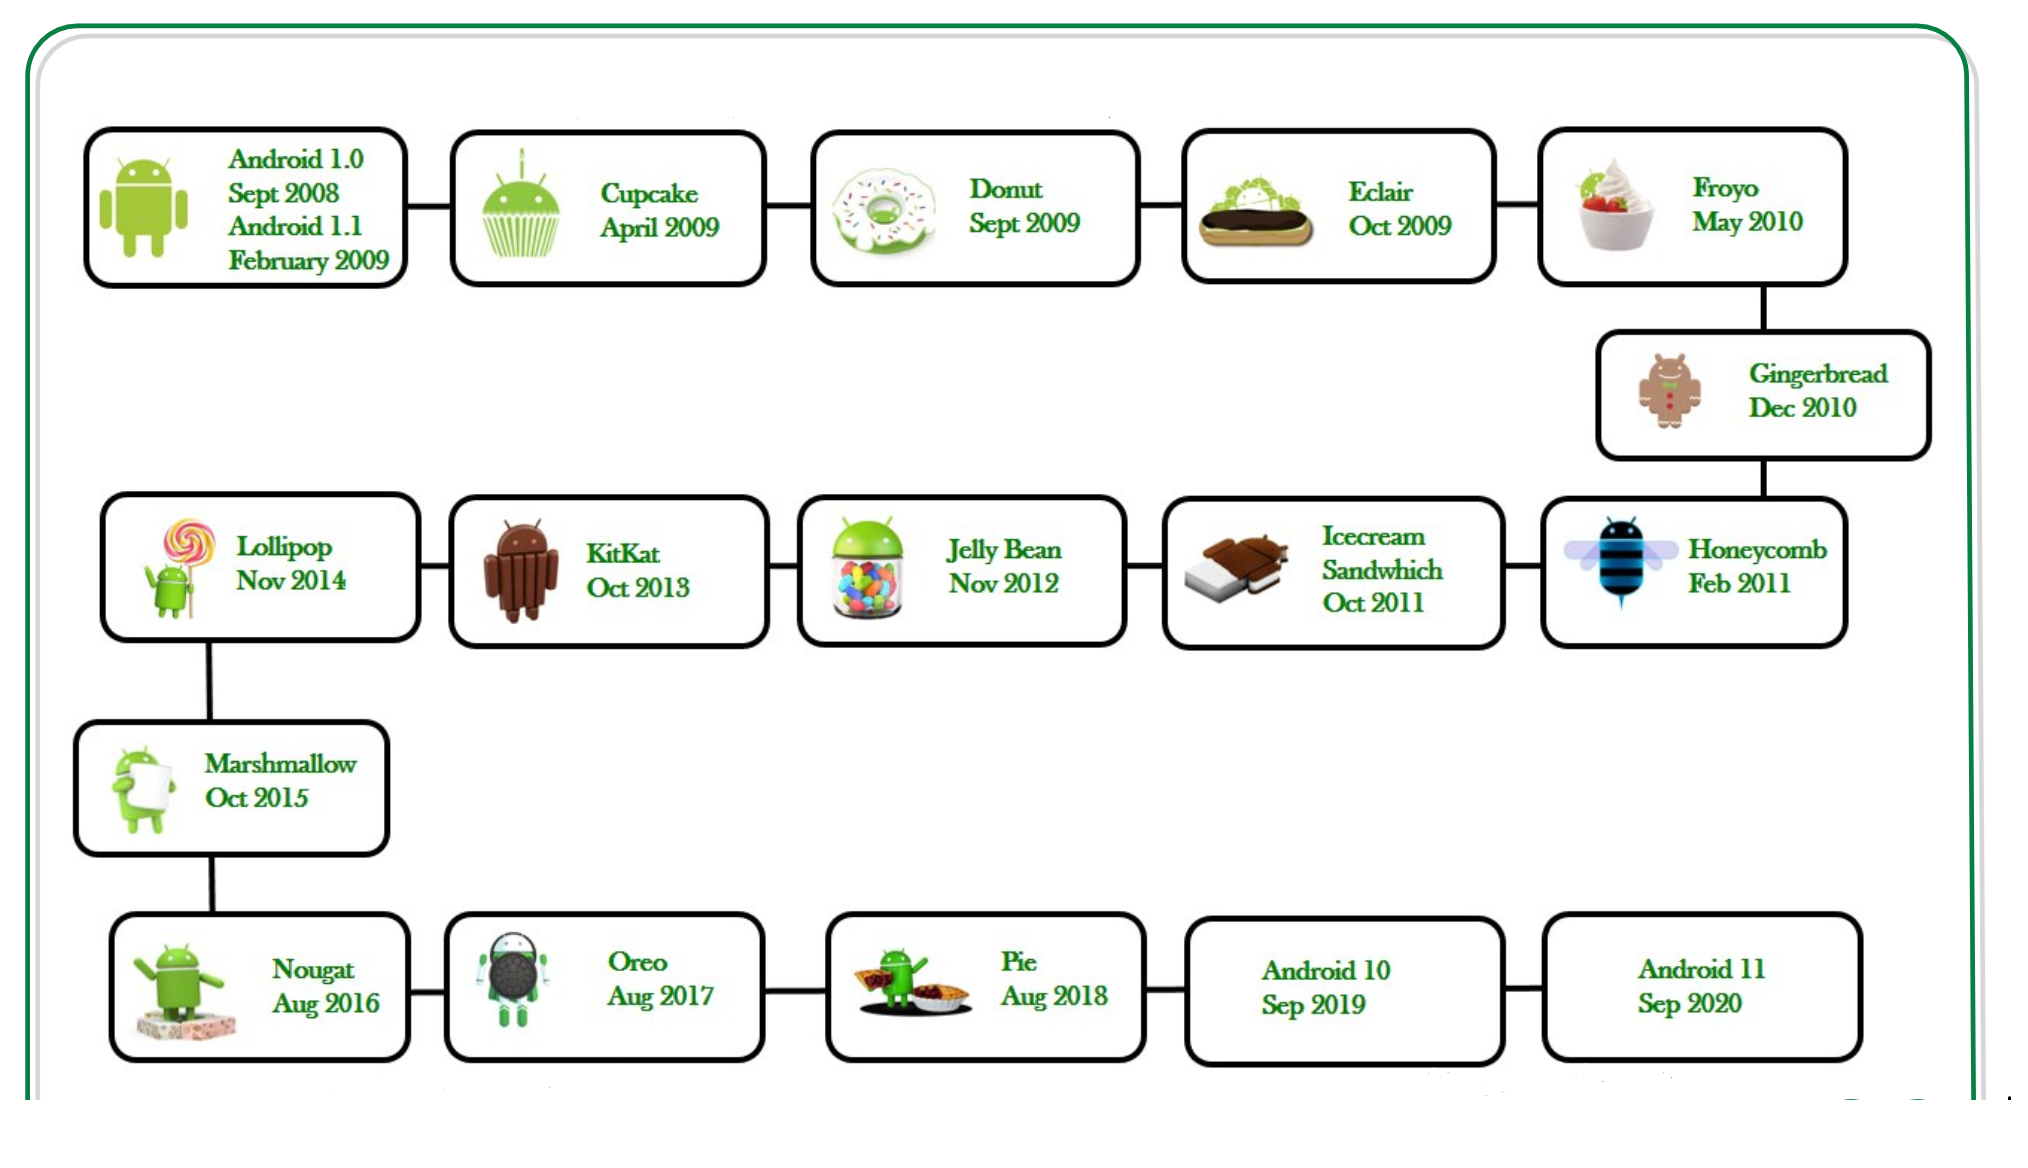 Android 1.0
Sept 2008
Android 1.1
February 2009
Cupcake
April 2009
Donut
Sept 2009
Eclair
Oct 2009
Froyo
May 2010
Gingerbread
Dec 2010
Honeycomb
Feb 2011
Icecream
Sandwhich
Oct 2011
Jelly Bean
Nov 2012
KitKat
Oct 2013
Lollipop
Nov 2014
Marshmallow
Oct 2015
Nougat
Aug 2016
Oreo
Aug 2017
Pie
Aug 2018
Android 10
Sep 2019
Android 11
Sep 2020